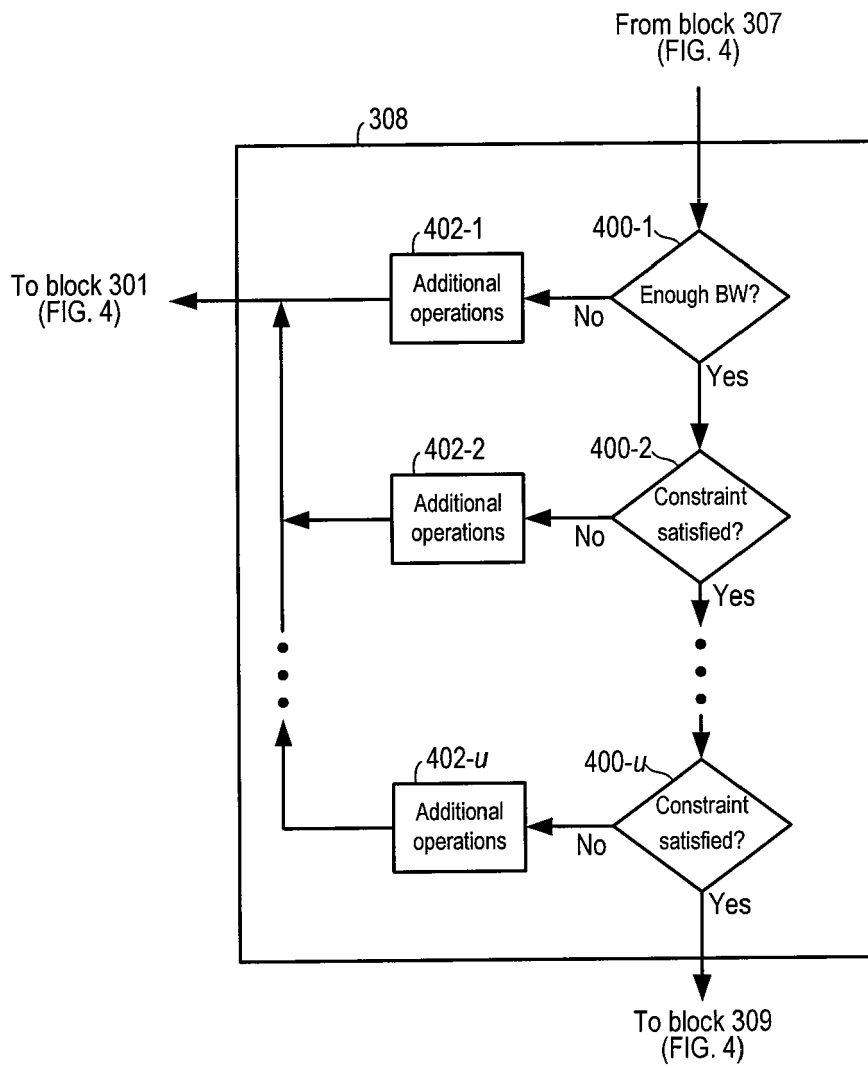 From block 307
(FIG. 4)
308
402-1
400-1
To block 301
(FIG. 4)
Additional
operations
Enough BW?
No
Yes
402-2
400-2
Additional
operations
Constraint
satisfied?
No
Yes
402-u
400-u
Additional
operations
Constraint
satisfied?
No
Yes
To block 309
(FIG. 4)